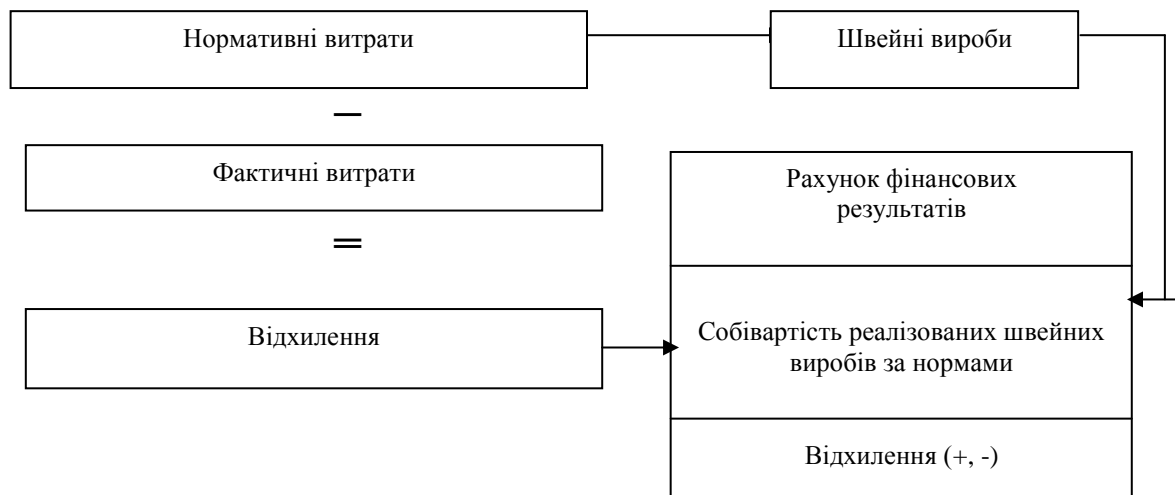 Нормативні витрати
Швейні вироби
—
Фактичні витрати
=
Рахунок фінансових
результатів
Відхилення
Собівартість реалізованих швейних
виробів за нормами
Відхилення (+, -)